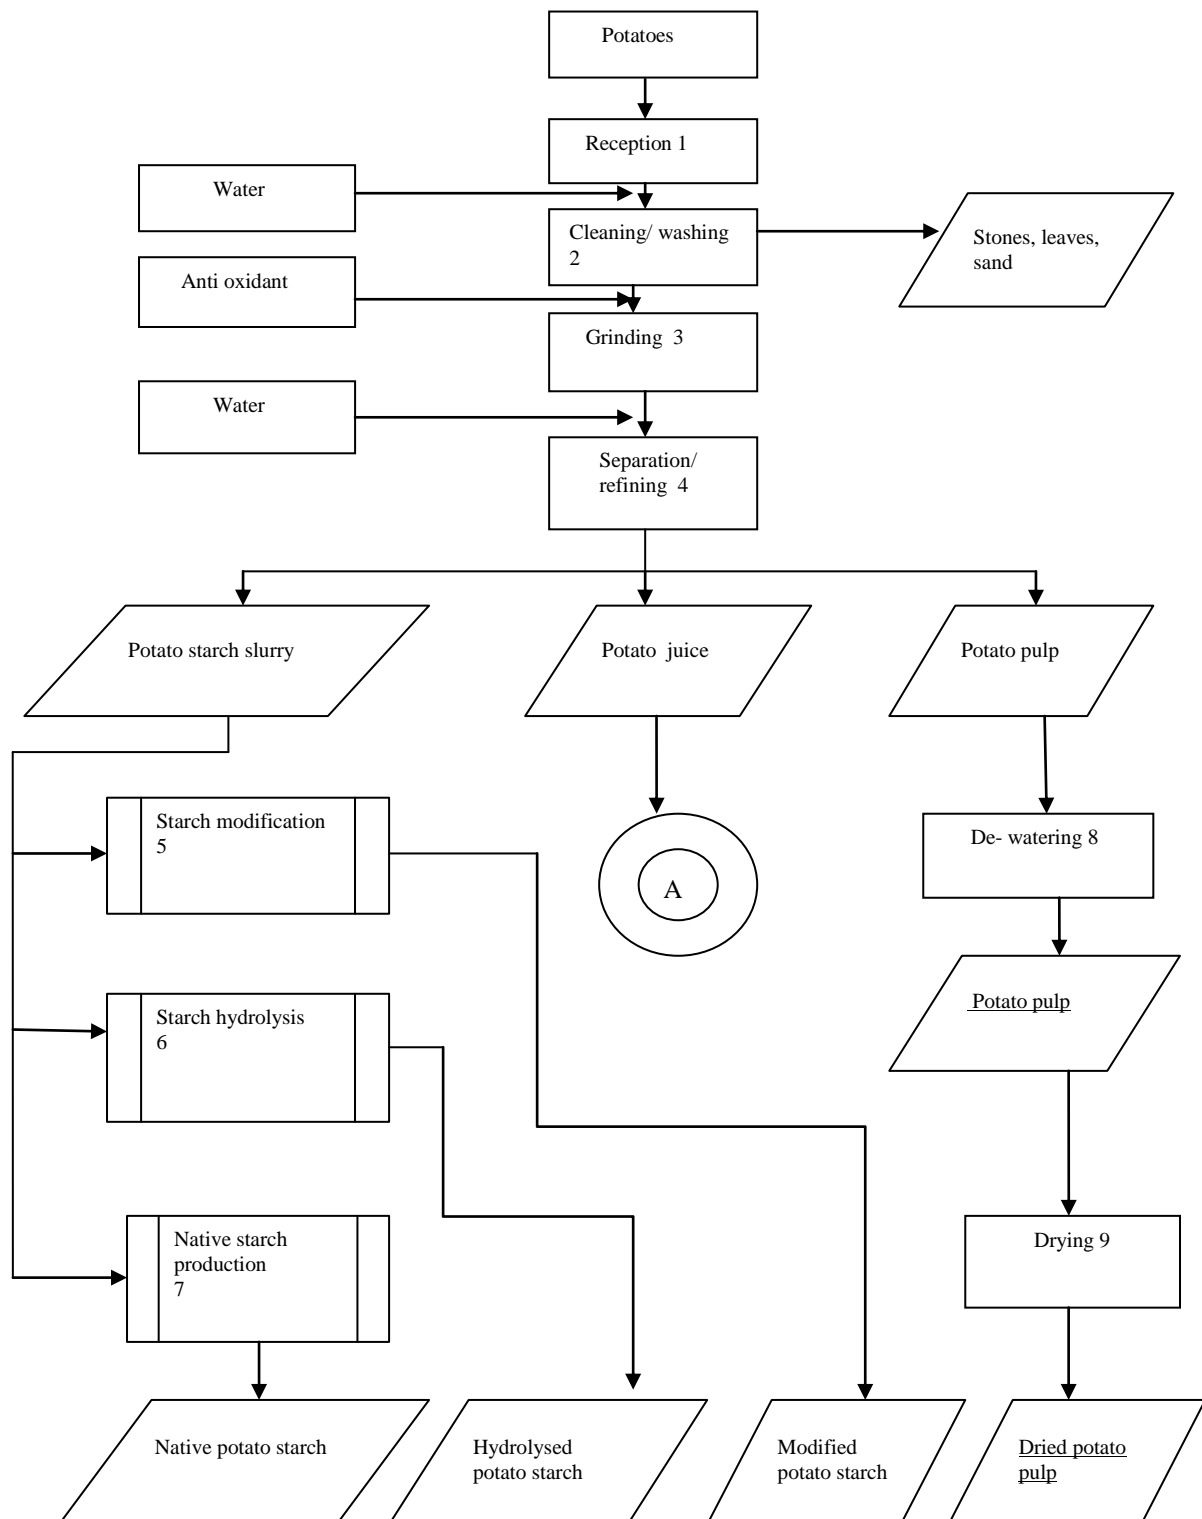 Potatoes
Reception 1
Water
Cleaning/ washing
2
Stones, leaves,
sand
Anti oxidant
Grinding  3
Water
Separation/
refining  4
Potato starch slurry
Potato  juice
Potato pulp
Starch modification
5
A
De- watering 8
Starch hydrolysis
6
Potato pulp
Native starch
production
7
Drying 9
Native potato starch
Hydrolysed
potato starch
Modified
potato starch
Dried potato
pulp